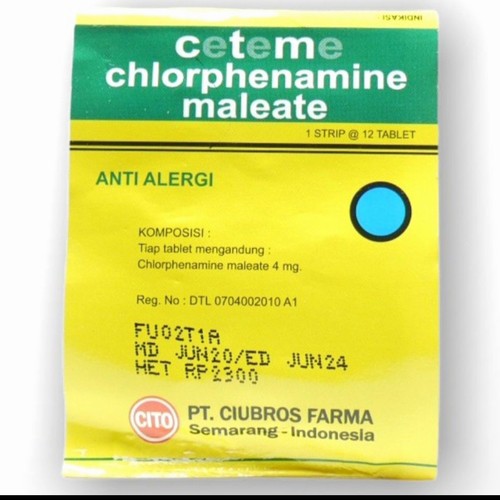 INDIKASI :
ceteme
chlorphenamine
maleate
1 STRIP @ 12 TABLET
ANTI ALERGI
KOMPOSISI :
Tiap tablet mengandung :
Chlorphenamine maleate 4 mg.
Reg. No : DTL 0704002010 A1
FU02T1A
MD JUN20/ED JUN24
HET RP2300
CITO
PT. CIUBROS FARMA
Semarang - Indonesia